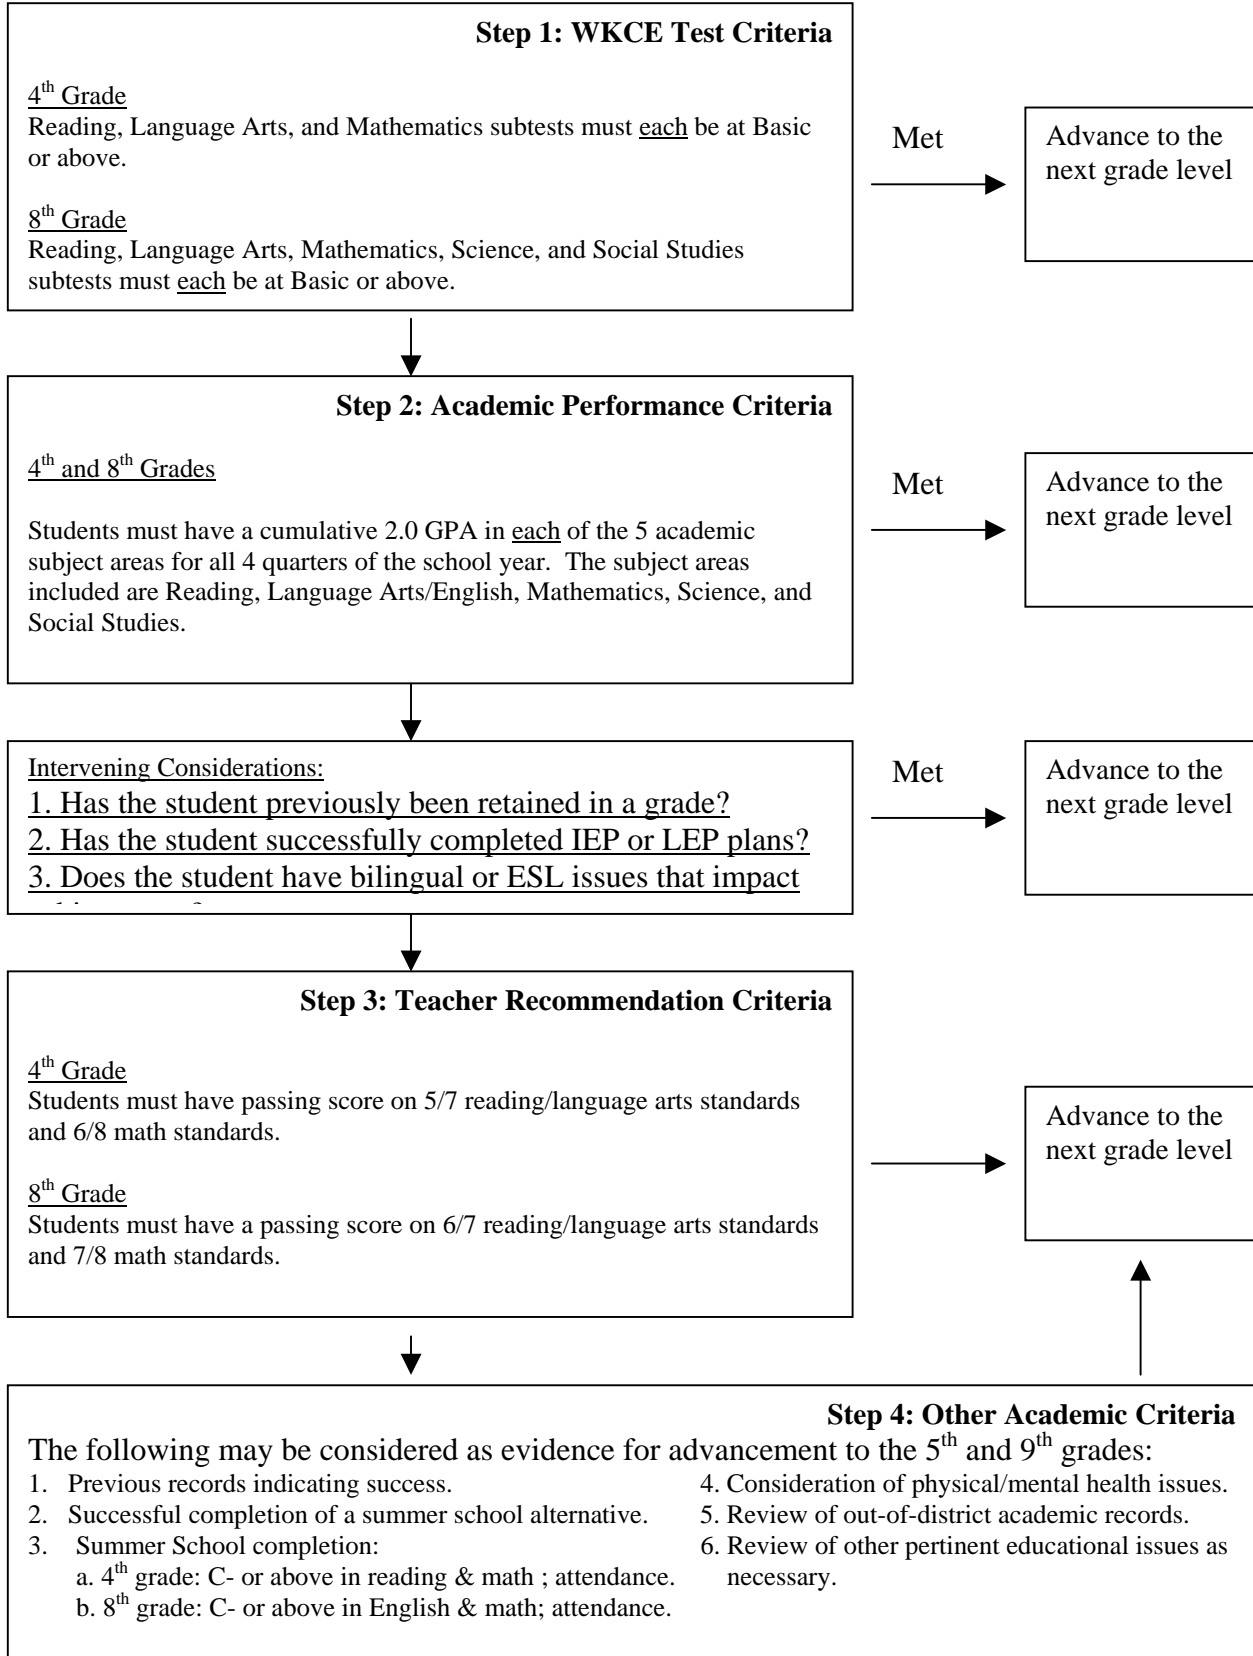 Step 1: WKCE Test Criteria
4th Grade
Reading, Language Arts, and Mathematics subtests must each be at Basic
or above.
8th Grade
Reading, Language Arts, Mathematics, Science, and Social Studies
subtests must each be at Basic or above.
Met
Advance to the
next grade level
Step 2: Academic Performance Criteria
4th and 8th Grades
Students must have a cumulative 2.0 GPA in each of the 5 academic
subject areas for all 4 quarters of the school year. The subject areas
included are Reading, Language Arts/English, Mathematics, Science, and
Social Studies.
Met
Advance to the
next grade level
Intervening Considerations:
1. Has the student previously been retained in a grade?
2. Has the student successfully completed IEP or LEP plans?
3. Does the student have bilingual or ESL issues that impact
Met
Advance to the
next grade level
Step 3: Teacher Recommendation Criteria
4th Grade
Students must have passing score on 5/7 reading/language arts standards
and 6/8 math standards.
8th Grade
Students must have a passing score on 6/7 reading/language arts standards
and 7/8 math standards.
Advance to the
next grade level
Step 4: Other Academic Criteria
The following may be considered as evidence for advancement to the 5th and 9th grades:
1. Previous records indicating success.
2. Successful completion of a summer school alternative.
3. Summer School completion:
a. 4th grade: C- or above in reading & math ; attendance.
b. 8th grade: C- or above in English & math; attendance.
4. Consideration of physical/mental health issues.
5. Review of out-of-district academic records.
6. Review of other pertinent educational issues as
necessary.